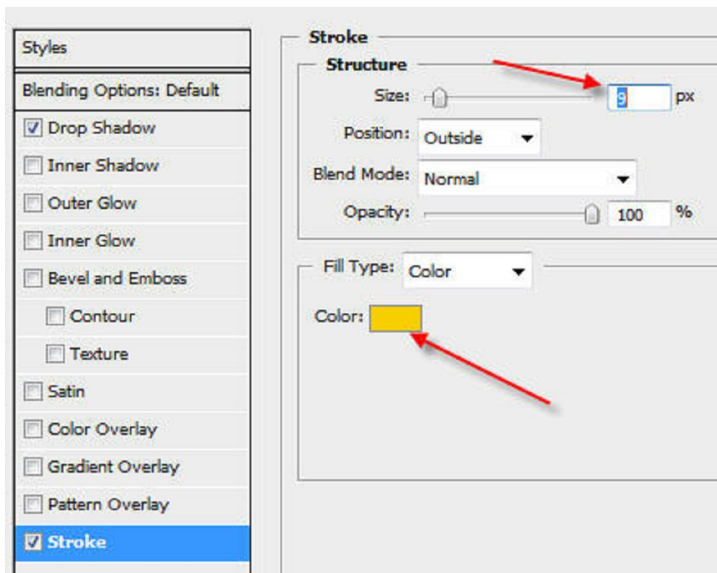 Styles
Blending Options: Default
Drop Shadow
Inner Shadow
Outer Glow
Inner Glow
Bevel and Emboss
Contour
Texture
Satin
Color Overlay
Gradient Overlay
Pattern Overlay
Stroke
Stroke
Structure
Size: 9 px
Position: Outside
Blend Mode: Normal
Opacity: 100 %
Fill Type: Color
Color: